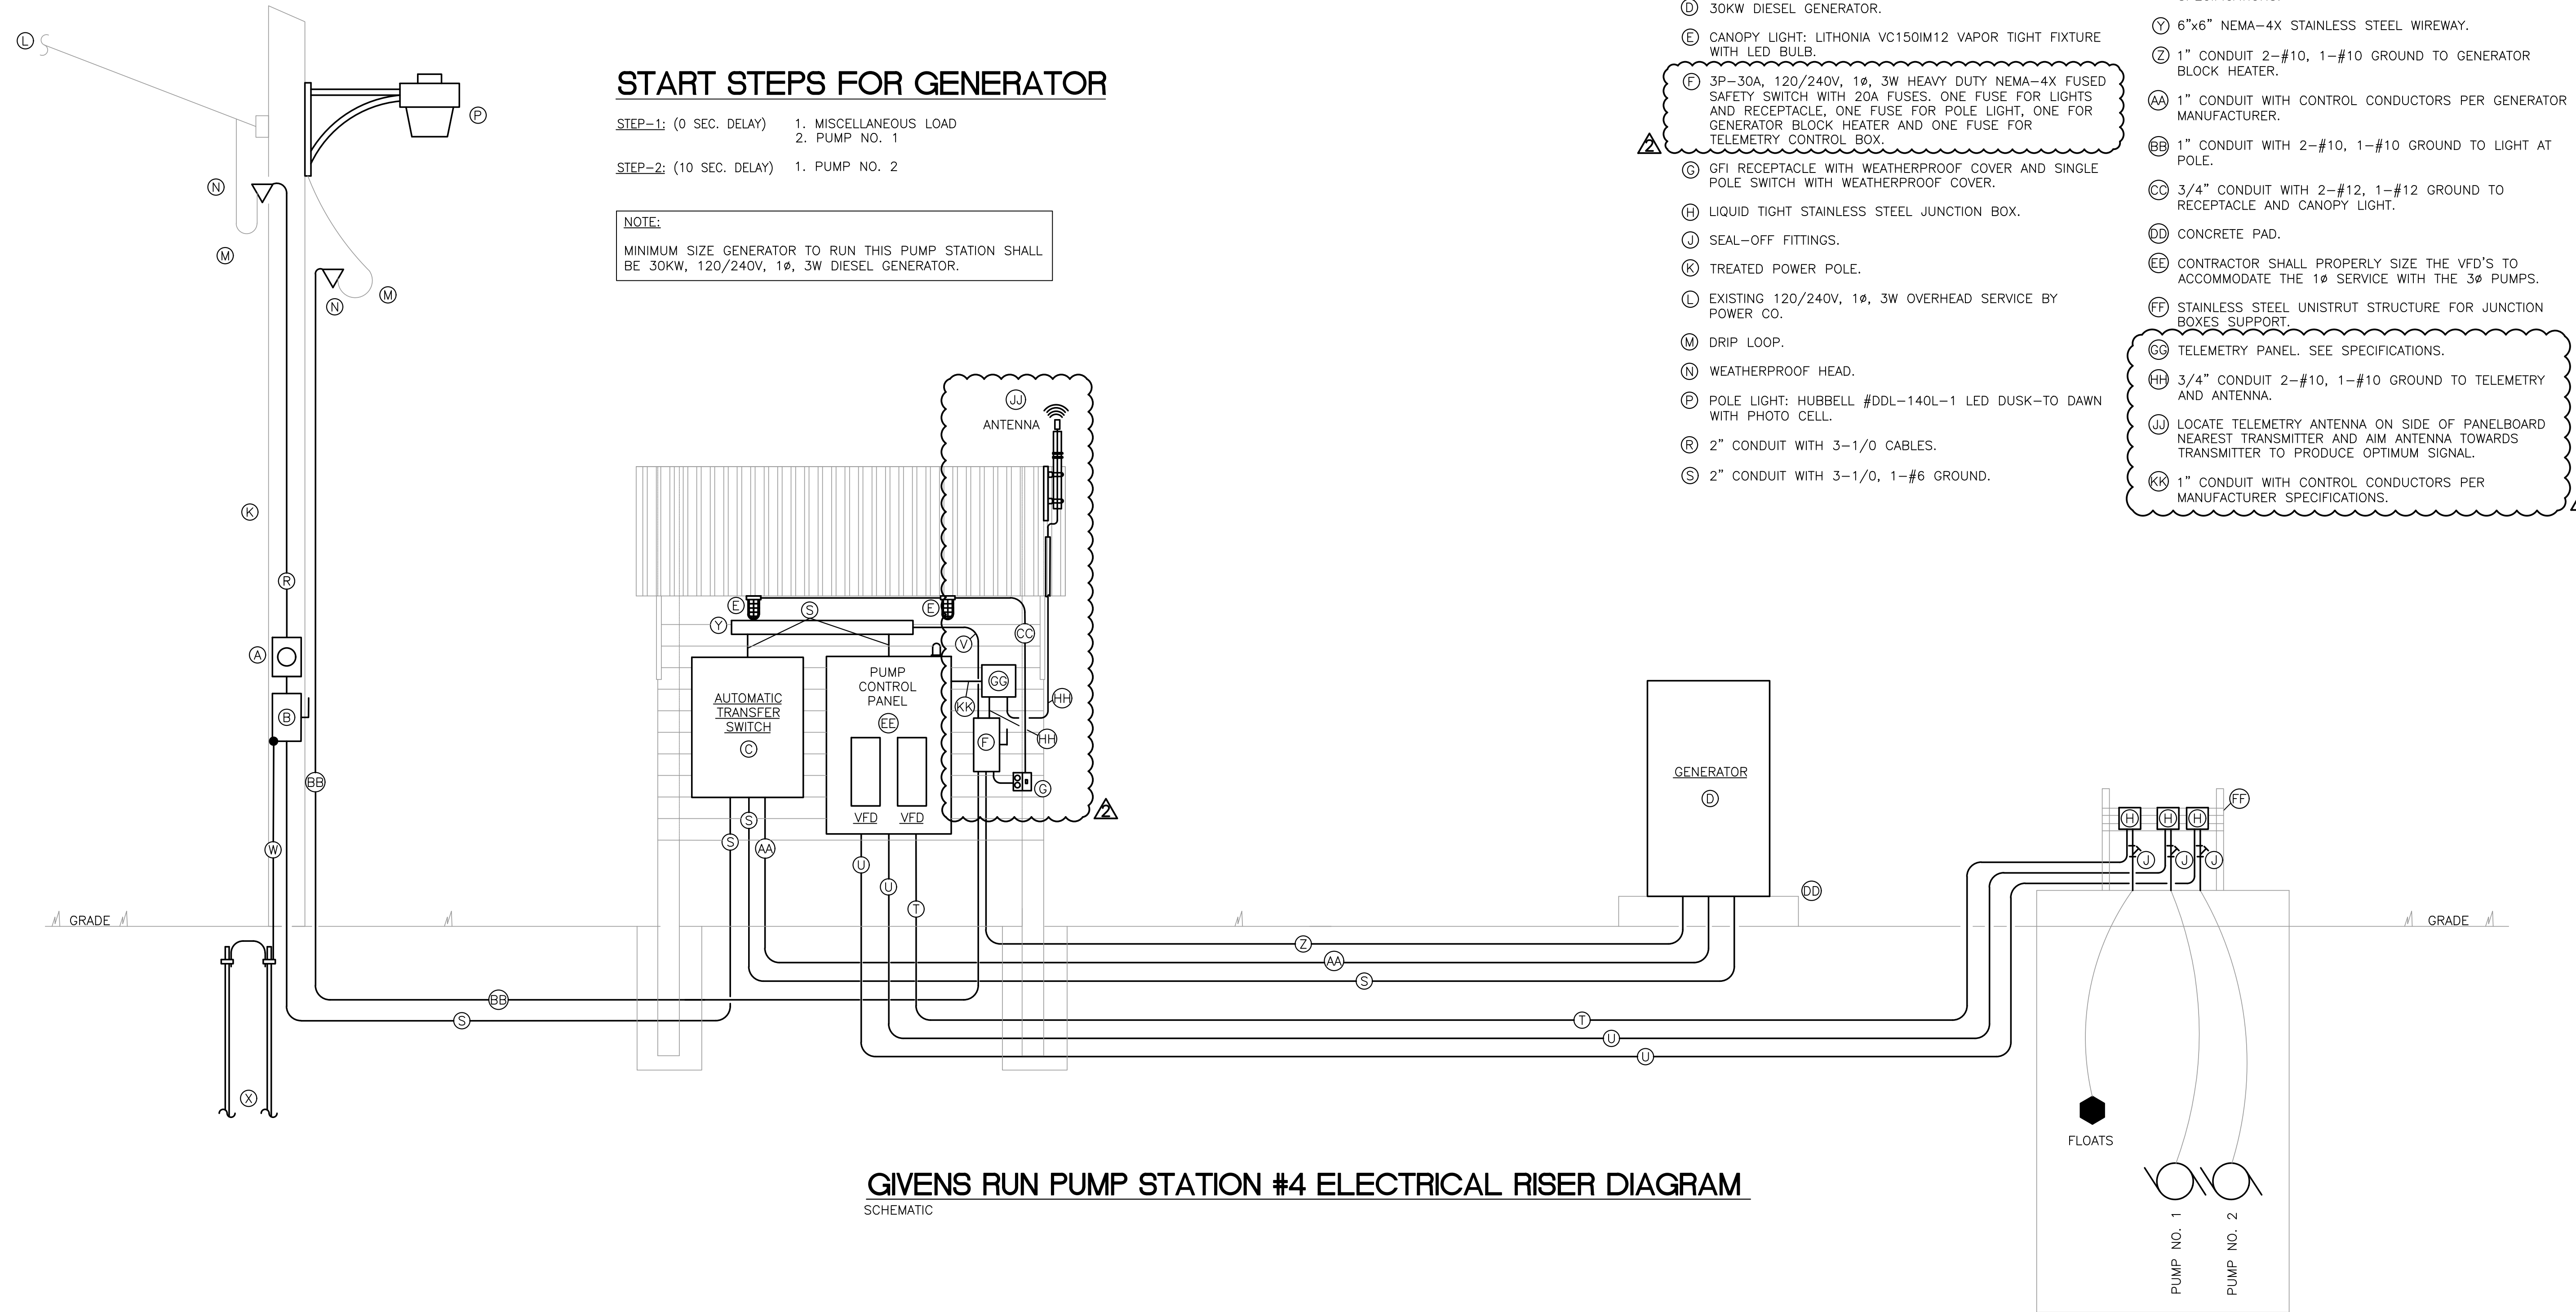 START STEPS FOR GENERATOR
STEP-1: (0 SEC. DELAY) 1. MISCELLANEOUS LOAD
2. PUMP NO. 1
STEP-2: (10 SEC. DELAY) 1. PUMP NO. 2
NOTE:
MINIMUM SIZE GENERATOR TO RUN THIS PUMP STATION SHALL
BE 30KW, 120/240V, 1ø, 3W DIESEL GENERATOR.
D 30KW DIESEL GENERATOR.
E CANOPY LIGHT: LITHONIA VC150IM12 VAPOR TIGHT FIXTURE
WITH LED BULB.
F 3P-30A, 120/240V, 1ø, 3W HEAVY DUTY NEMA-4X FUSED
SAFETY SWITCH WITH 20A FUSES. ONE FUSE FOR LIGHTS
AND RECEPTACLE, ONE FUSE FOR POLE LIGHT, ONE FOR
GENERATOR BLOCK HEATER AND ONE FUSE FOR
TELEMETRY CONTROL BOX.
2
G GFI RECEPTACLE WITH WEATHERPROOF COVER AND SINGLE
POLE SWITCH WITH WEATHERPROOF COVER.
H LIQUID TIGHT STAINLESS STEEL JUNCTION BOX.
J SEAL-OFF FITTINGS.
K TREATED POWER POLE.
L EXISTING 120/240V, 1ø, 3W OVERHEAD SERVICE BY
POWER CO.
M DRIP LOOP.
N WEATHERPROOF HEAD.
P POLE LIGHT: HUBBELL #DDL-140L-1 LED DUSK-TO DAWN
WITH PHOTO CELL.
R 2" CONDUIT WITH 3-1/0 CABLES.
S 2" CONDUIT WITH 3-1/0, 1-#6 GROUND.
Y 6"x6" NEMA-4X STAINLESS STEEL WIREWAY.
Z 1" CONDUIT 2-#10, 1-#10 GROUND TO GENERATOR
BLOCK HEATER.
AA 1" CONDUIT WITH CONTROL CONDUCTORS PER GENERATOR
MANUFACTURER.
BB 1" CONDUIT WITH 2-#10, 1-#10 GROUND TO LIGHT AT
POLE.
CC 3/4" CONDUIT WITH 2-#12, 1-#12 GROUND TO
RECEPTACLE AND CANOPY LIGHT.
DD CONCRETE PAD.
EE CONTRACTOR SHALL PROPERLY SIZE THE VFD'S TO
ACCOMMODATE THE 1ø SERVICE WITH THE 3ø PUMPS.
FF STAINLESS STEEL UNISTRUT STRUCTURE FOR JUNCTION
BOXES SUPPORT.
GG TELEMETRY PANEL. SEE SPECIFICATIONS.
HH 3/4" CONDUIT 2-#10, 1-#10 GROUND TO TELEMETRY
AND ANTENNA.
JJ LOCATE TELEMETRY ANTENNA ON SIDE OF PANELBOARD
NEAREST TRANSMITTER AND AIM ANTENNA TOWARDS
TRANSMITTER TO PRODUCE OPTIMUM SIGNAL.
KK 1" CONDUIT WITH CONTROL CONDUCTORS PER
MANUFACTURER SPECIFICATIONS.
L
P
N
M
N
M
K
R
A
B
BB
W
X
JJ
ANTENNA
E
S
E
Y
V
CC
AUTOMATIC
TRANSFER
SWITCH
C
PUMP
CONTROL
PANEL
EE
VFD VFD
GG
KK
HH
F
HH
G
2
S
S
AA
U
U
T
GENERATOR
D
DD
H H H
FF
J J J
GRADE
GRADE
Z
AA
S
BB
S
T
U
U
FLOATS
PUMP NO. 1
PUMP NO. 2
GIVENS RUN PUMP STATION #4 ELECTRICAL RISER DIAGRAM
SCHEMATIC